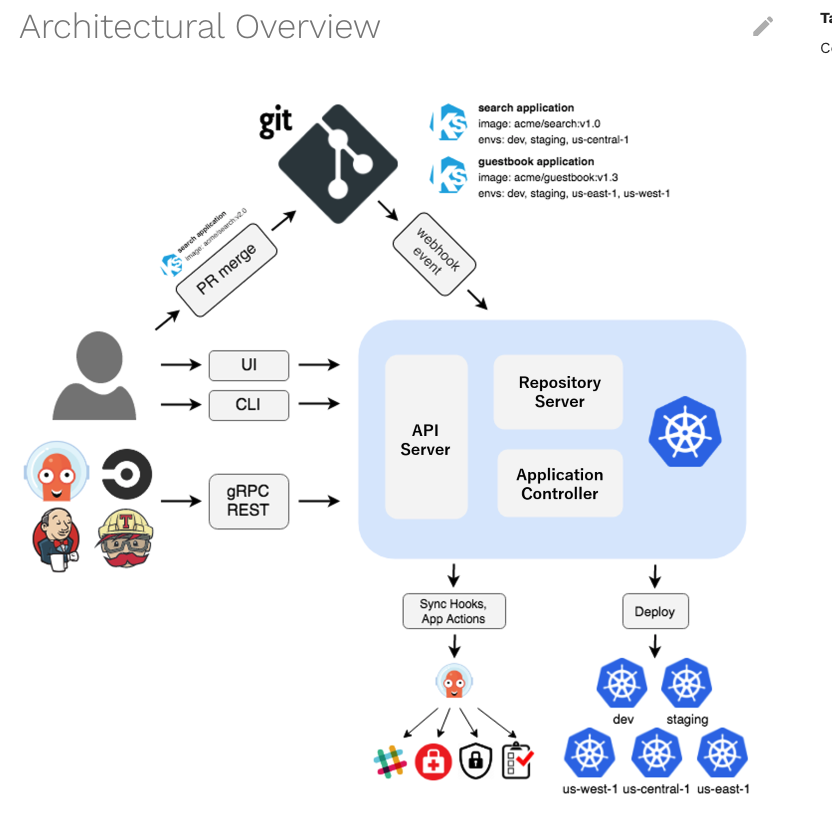 Architectural Overview
Ta
Co
git
search application
image: acme/search:v1.0
envs: dev, staging, us-central-1
guestbook application
image: acme/guestbook:v1.3
envs: dev, staging, us-east-1, us-west-1
search application
image: acme/search:v2.0
PR merge
webhook
event
UI
CLI
gRPC
REST
API
Server
Repository
Server
Application
Controller
Sync Hooks,
App Actions
Deploy
dev
staging
us-west-1
us-central-1
us-east-1
KS
KS
KS
T